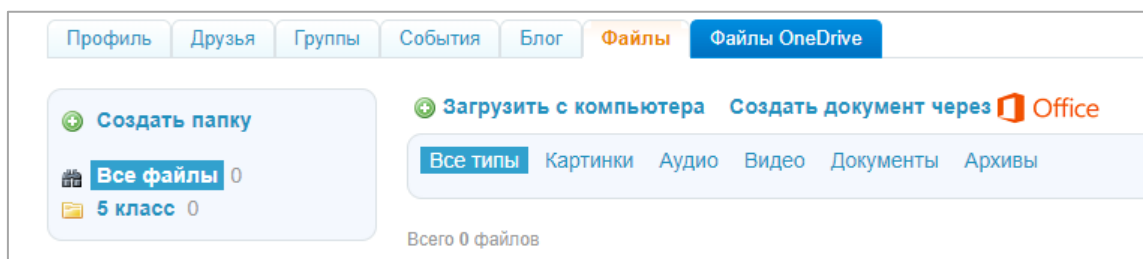 Профиль Друзья Группы События Блог Файлы Файлы OneDrive
Создать папку
Все файлы 0
5 класс 0
Загрузить с компьютера Создать документ через Office
Все типы Картинки Аудио Видео Документы Архивы
Всего 0 файлов